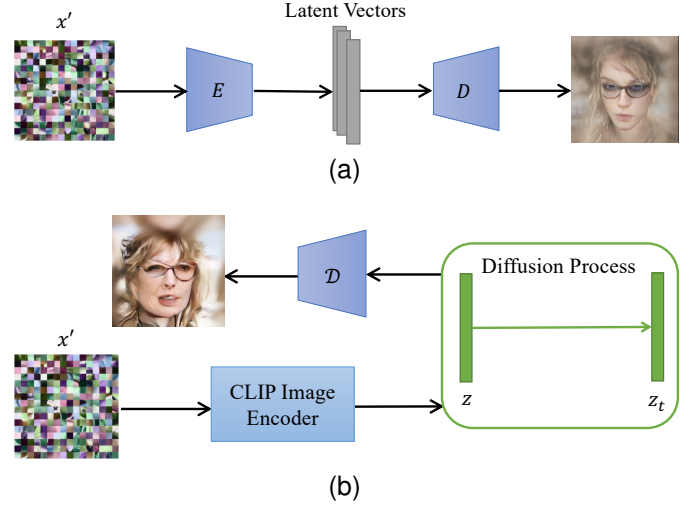 Latent Vectors
x′
E
D
(a)
𝒟
Diffusion Process
x′
CLIP Image
Encoder
z
z_t
(b)